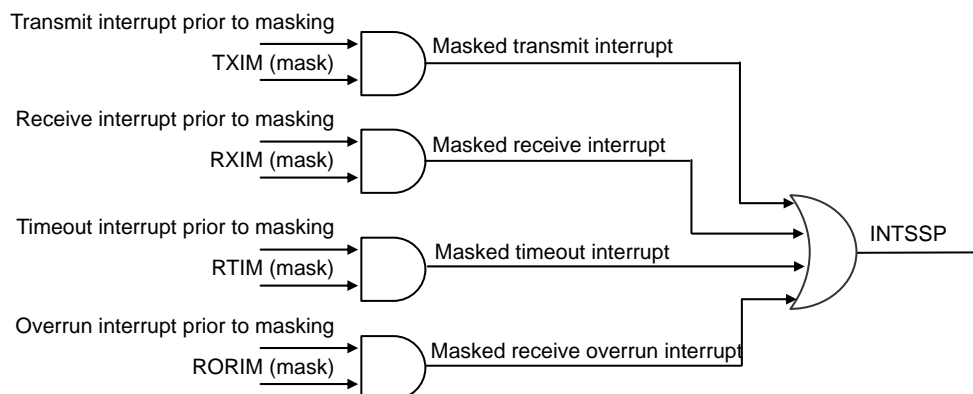 Transmit interrupt prior to masking
TXIM (mask)
Masked transmit interrupt
Receive interrupt prior to masking
RXIM (mask)
Masked receive interrupt
Timeout interrupt prior to masking
RTIM (mask)
Masked timeout interrupt
INTSSP
Overrun interrupt prior to masking
RORIM (mask)
Masked receive overrun interrupt